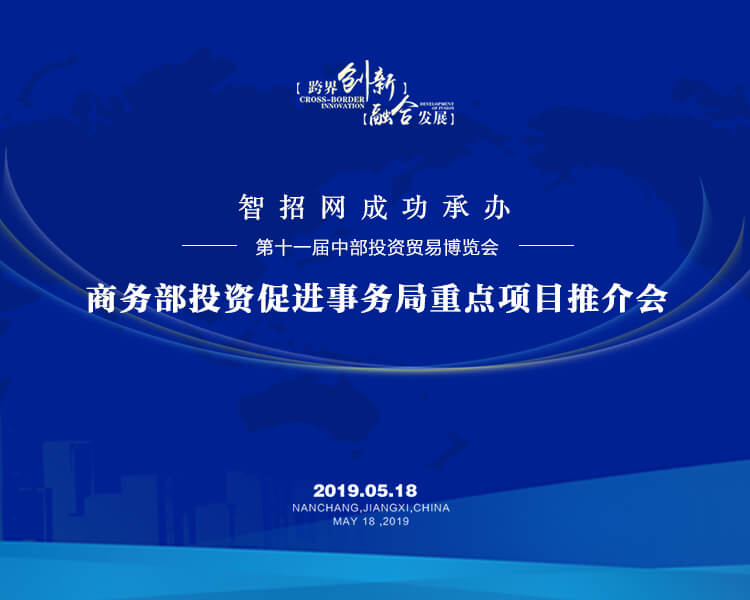 【跨界创新】
CROSS-BORDER
INNOVATION
【融合发展】
DEVELOPMENT
OF FUSION
智招网成功承办
第十一届中部投资贸易博览会
商务部投资促进事务局重点项目推介会
2019.05.18
NANCHANG,JIANGXI,CHINA
MAY 18 ,2019